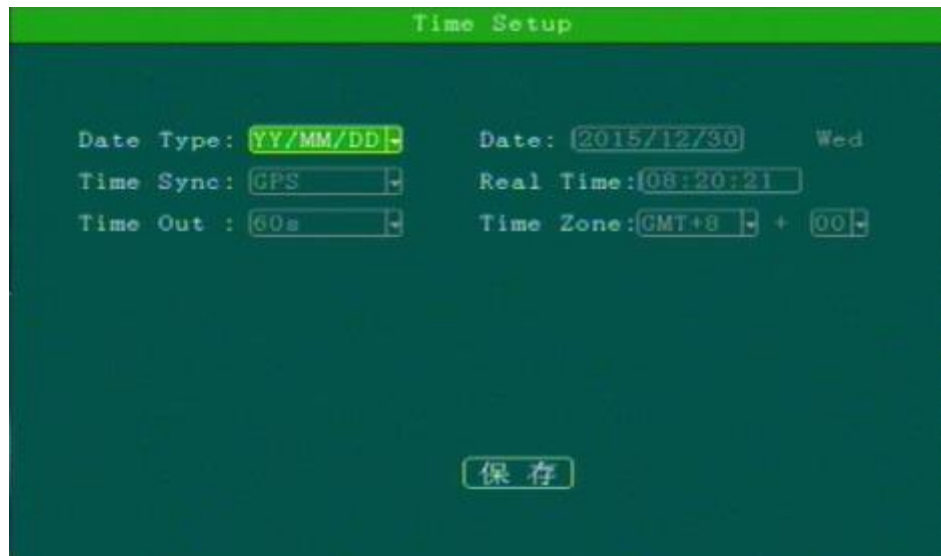 Time Setup
Date Type: YY/MM/DD Date: 2015/12/30 Wed
Time Sync: GPS Real Time: 08:20:21
Time Out : 60s Time Zone: GMT+8 + 00
保存